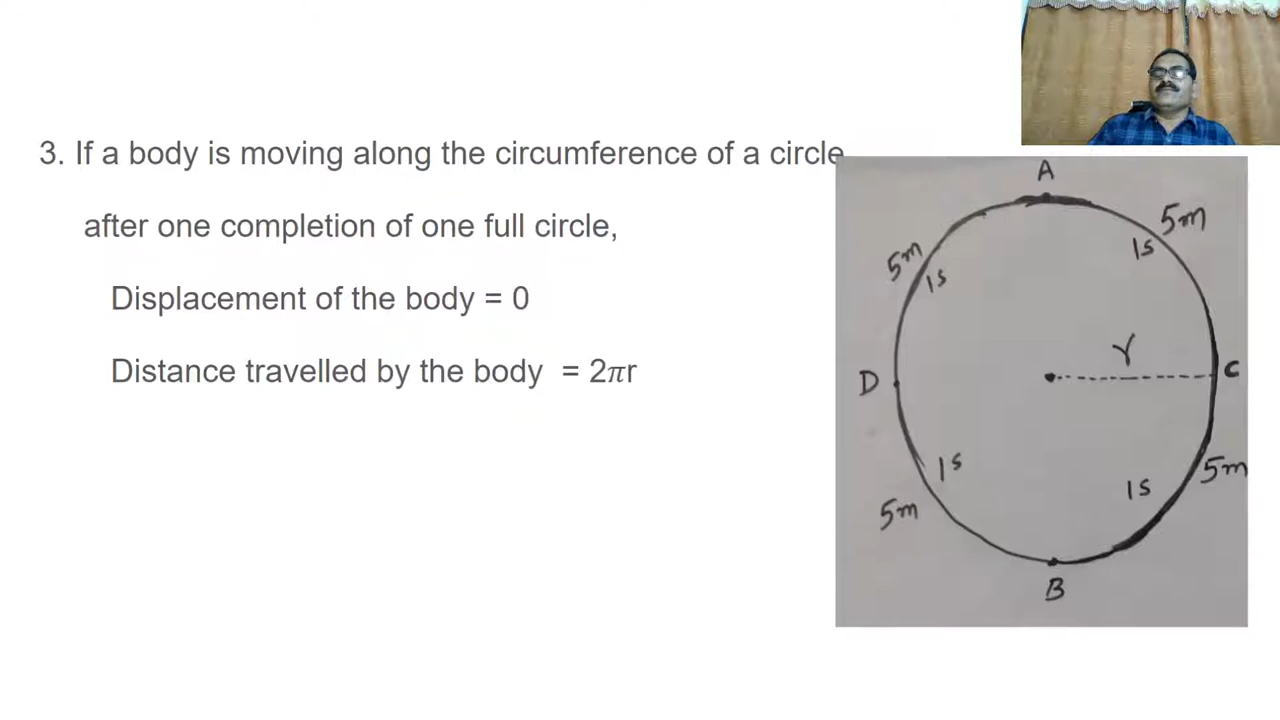 3. If a body is moving along the circumference of a circle
after one completion of one full circle,
Displacement of the body = 0
Distance travelled by the body = 2πr
A
5m
1s
5m
1s
r
D
C
1s
5m
1s
5m
B